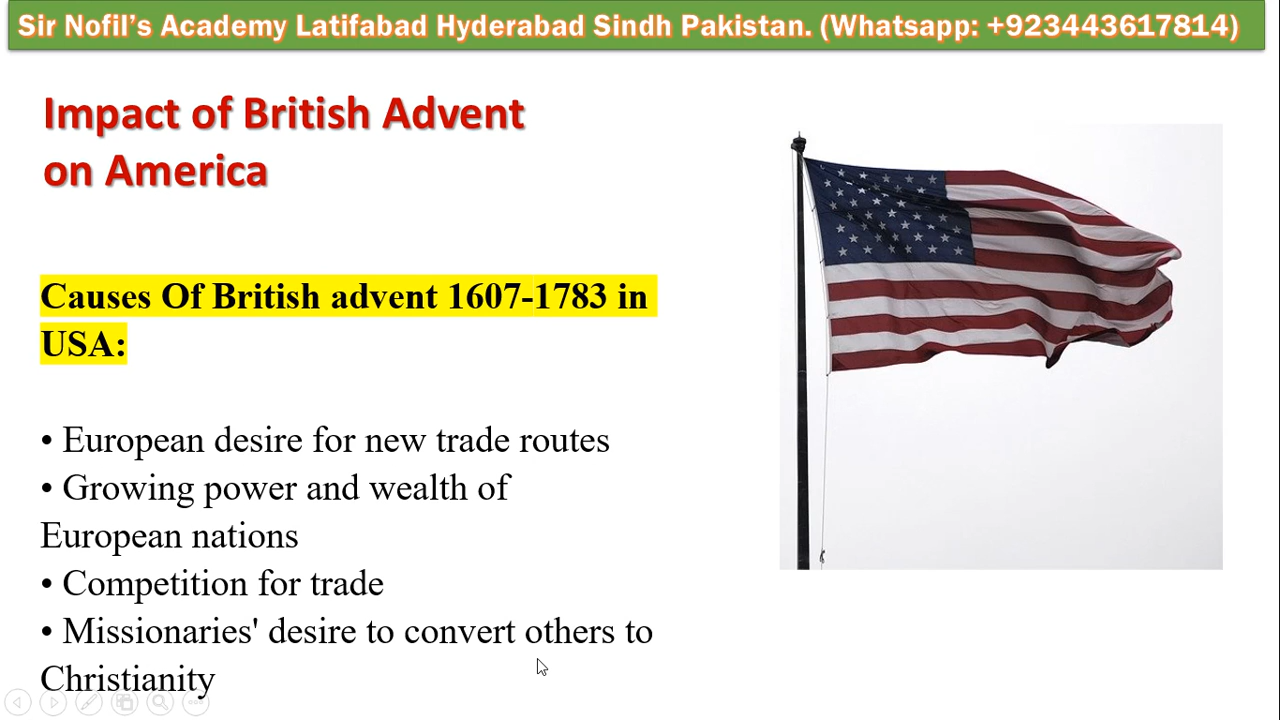 Sir Nofil’s Academy Latifabad Hyderabad Sindh Pakistan. (Whatsapp: +923443617814)
Impact of British Advent
on America
Causes Of British advent 1607-1783 in
USA:
• European desire for new trade routes
• Growing power and wealth of
European nations
• Competition for trade
• Missionaries' desire to convert others to
Christianity